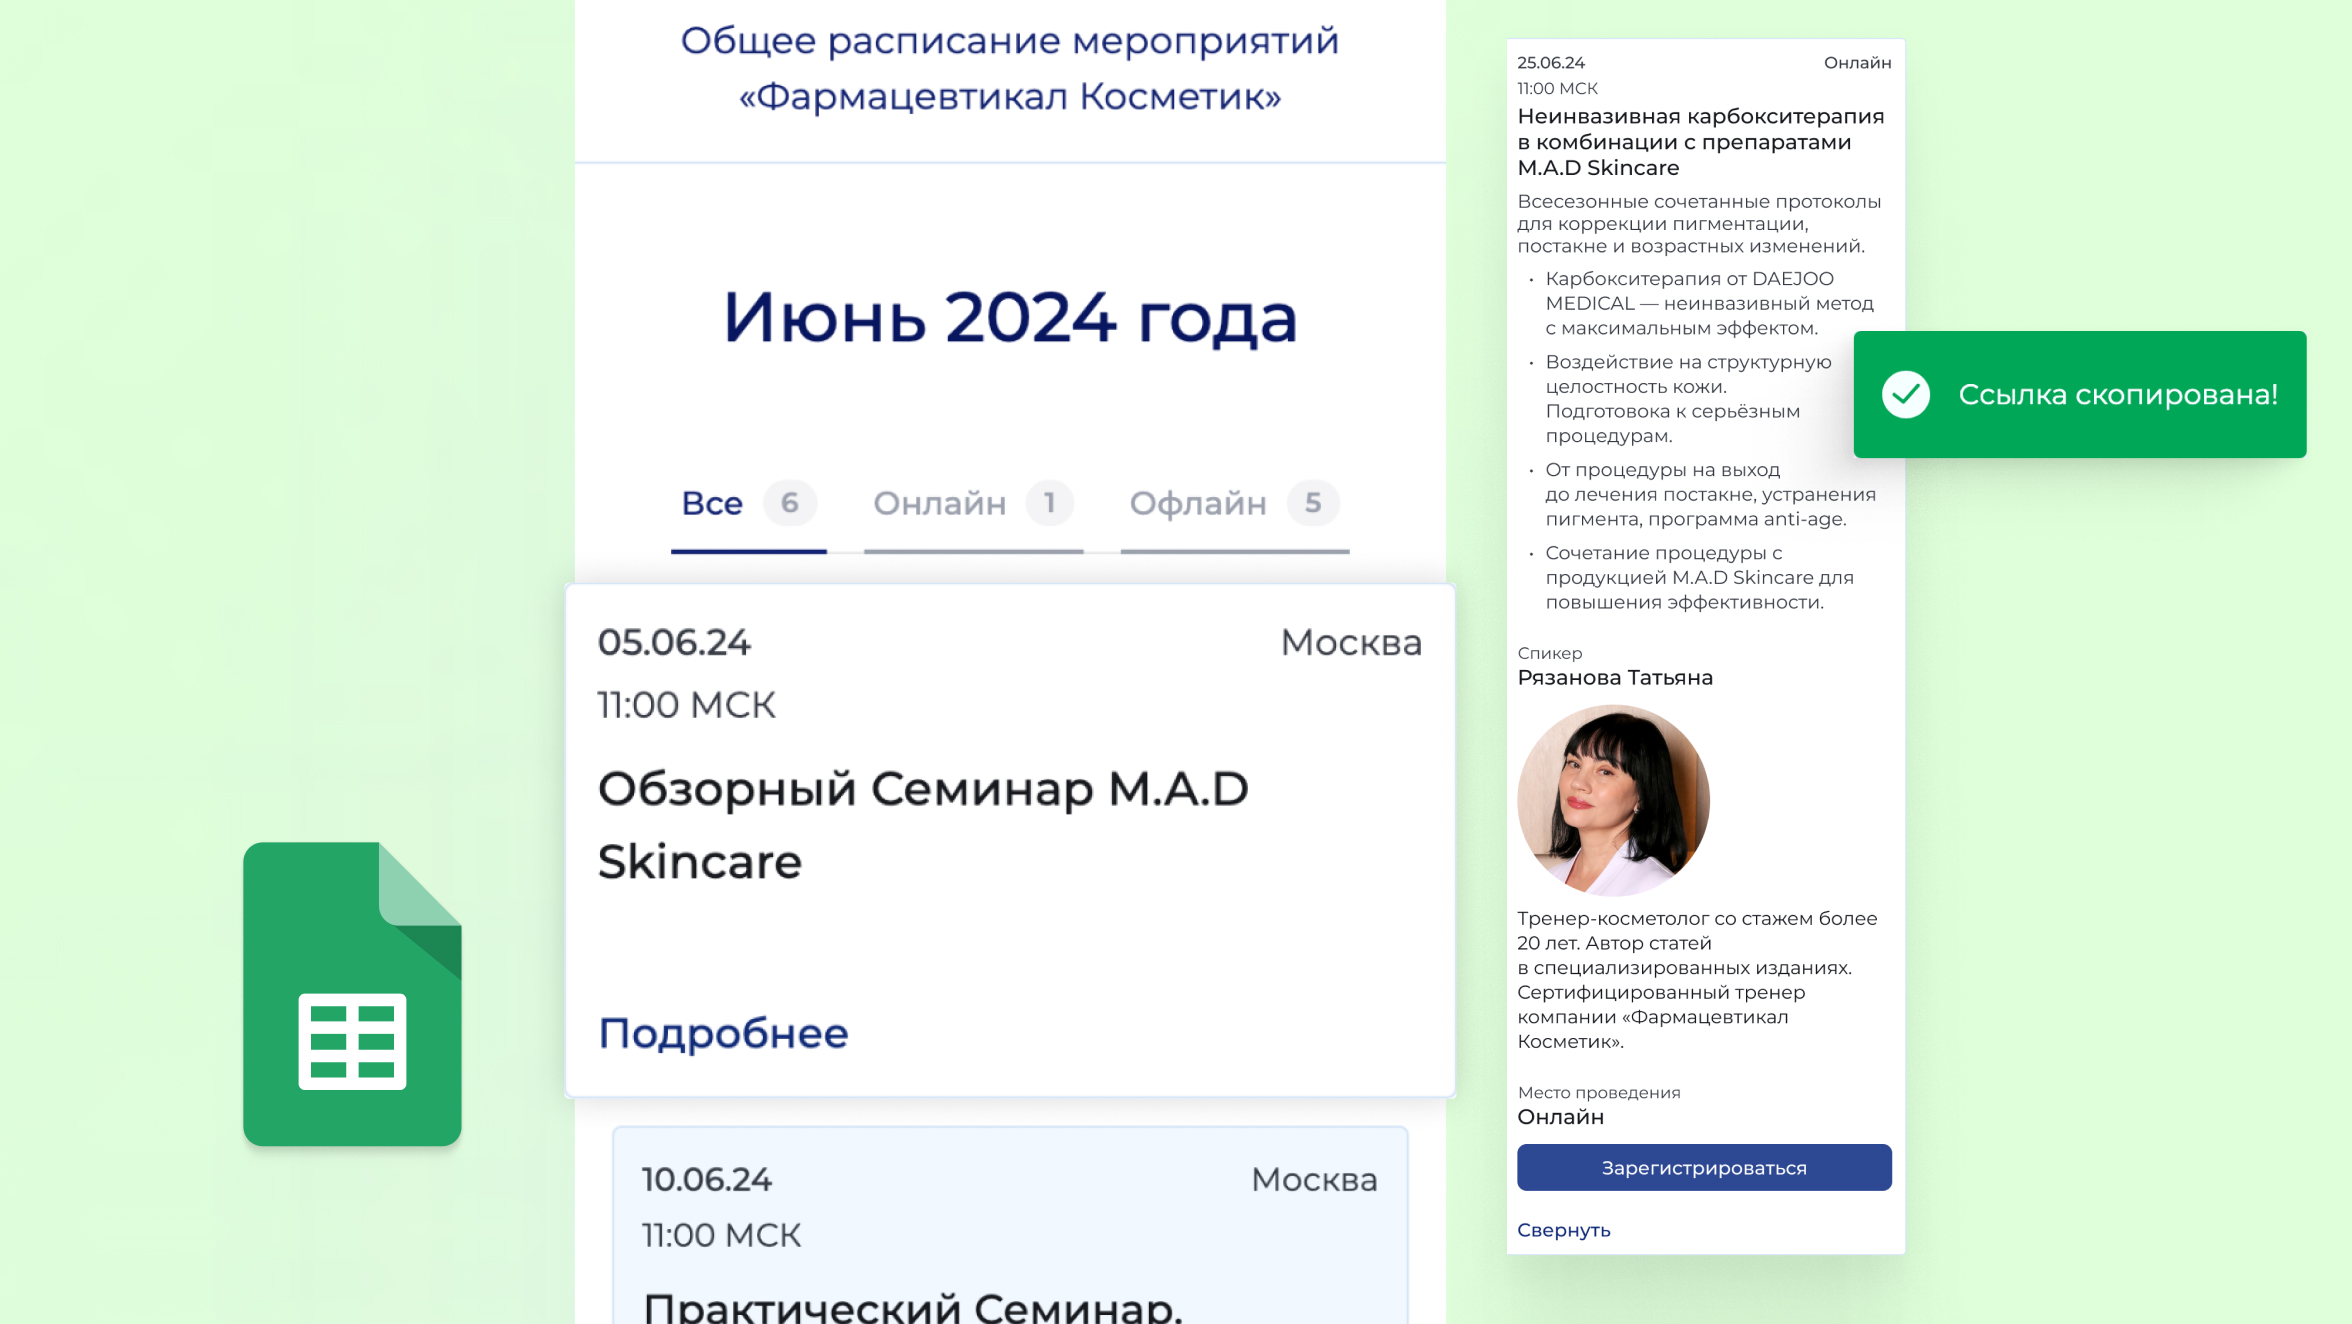 Общее расписание мероприятий
«Фармацевтикал Косметик»
Июнь 2024 года
Все 6 Онлайн 1 Офлайн 5
05.06.24 Москва
11:00 МСК
Обзорный Семинар M.A.D
Skincare
Подробнее
10.06.24 Москва
11:00 МСК
Практический Семинар.
25.06.24 Онлайн
11:00 МСК
Неинвазивная карбокситерапия
в комбинации с препаратами
M.A.D Skincare
Всесезонные сочетанные протоколы
для коррекции пигментации,
постакне и возрастных изменений.
• Карбокситерапия от DAEJOO
MEDICAL — неинвазивный метод
с максимальным эффектом.
• Воздействие на структурную
целостность кожи.
Подготовока к серьёзным
процедурам.
• От процедуры на выход
до лечения постакне, устранения
пигмента, программа anti-age.
• Сочетание процедуры с
продукцией M.A.D Skincare для
повышения эффективности.
Спикер
Рязанова Татьяна
Тренер-косметолог со стажем более
20 лет. Автор статей
в специализированных изданиях.
Сертифицированный тренер
компании «Фармацевтикал
Косметик».
Место проведения
Онлайн
Зарегистрироваться
Свернуть
Ссылка скопирована!